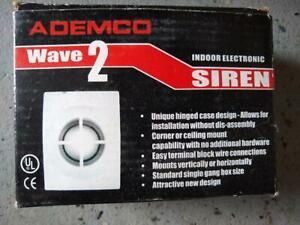 ADEMCO
Wave 2
INDOOR ELECTRONIC
SIREN
• Unique hinged case design - Allows for
installation without dis-assembly
• Corner or ceiling mount
capability with no additional hardware
• Easy terminal block wire connections
• Mounts vertically or horizontally
• Standard single gang box size
• Attractive new design
UL
CE